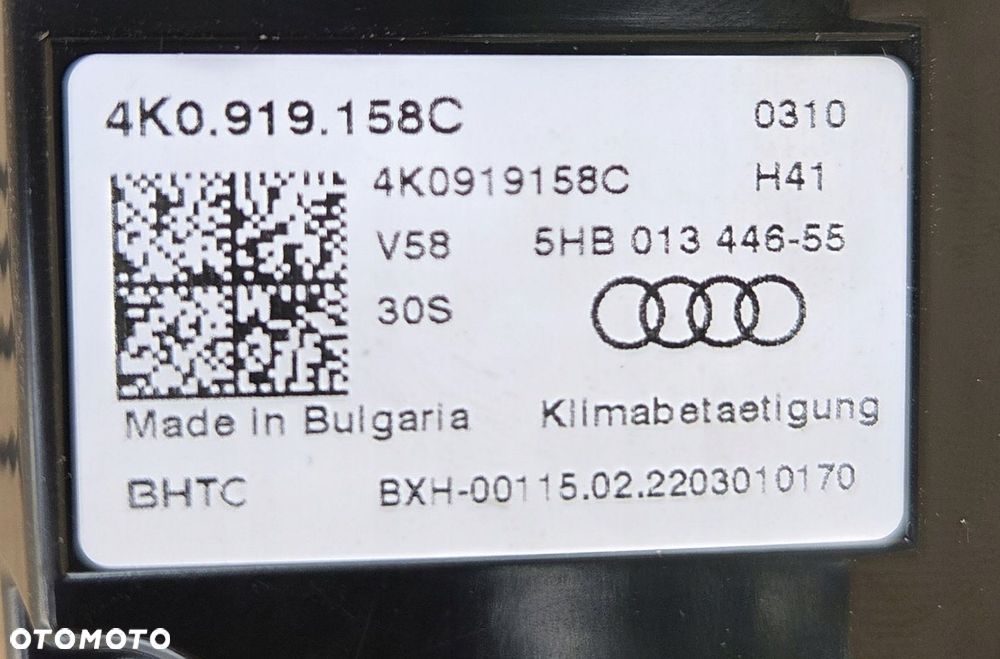 4K0.919.158C 0310
4K0919158C H41
V58 5HB 013 446-55
30S
Made in Bulgaria Klimabetaetigung
BHTC BXH-00115.02.2203010170
OTOMOTO